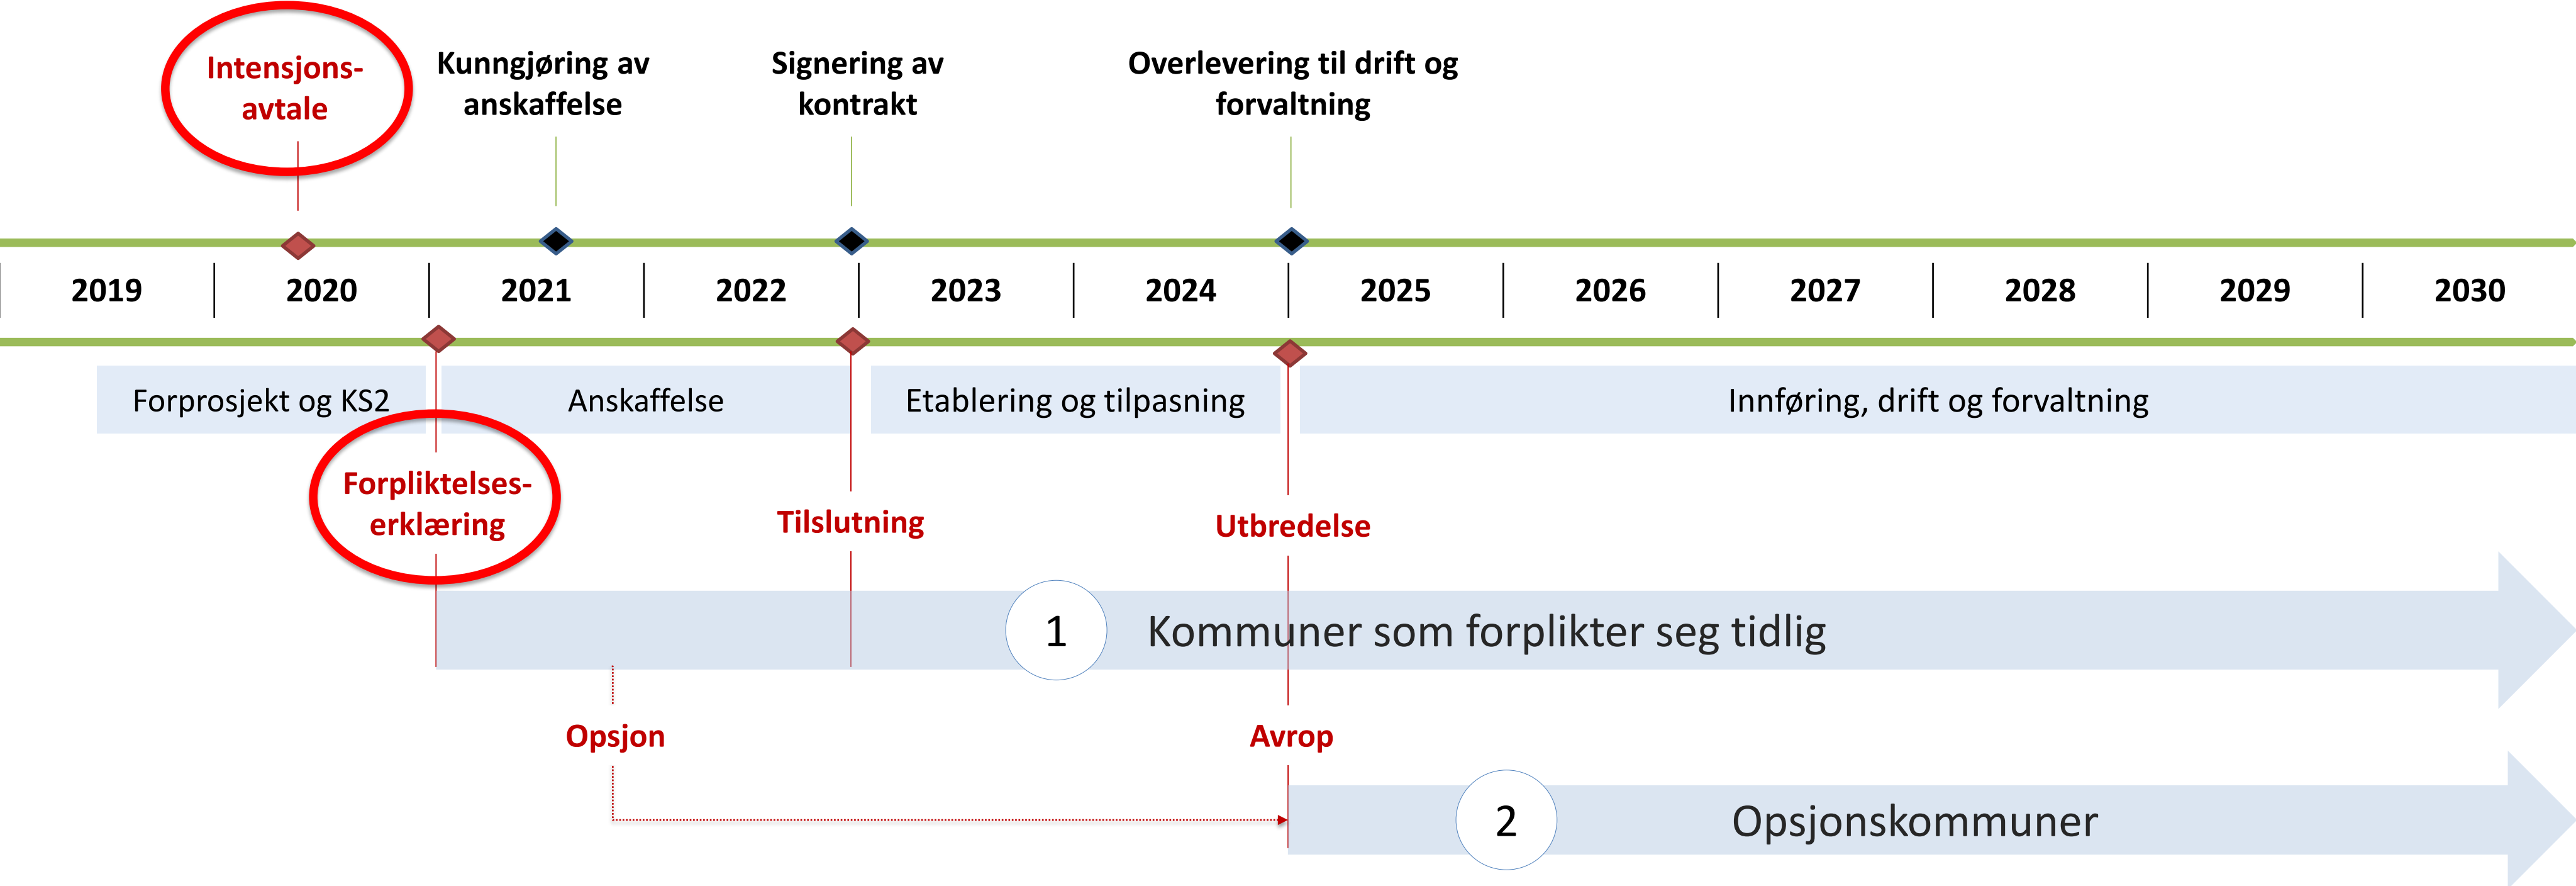 Intensjons-
avtale
Kunngjøring av
anskaffelse
Signering av
kontrakt
Overlevering til drift og
forvaltning
2019 2020 2021 2022 2023 2024 2025 2026 2027 2028 2029 2030
Forprosjekt og KS2 Anskaffelse Etablering og tilpasning Innføring, drift og forvaltning
Forpliktelses-
erklæring
Tilslutning
Utbredelse
1 Kommuner som forplikter seg tidlig
Opsjon
Avrop
2 Opsjonskommuner